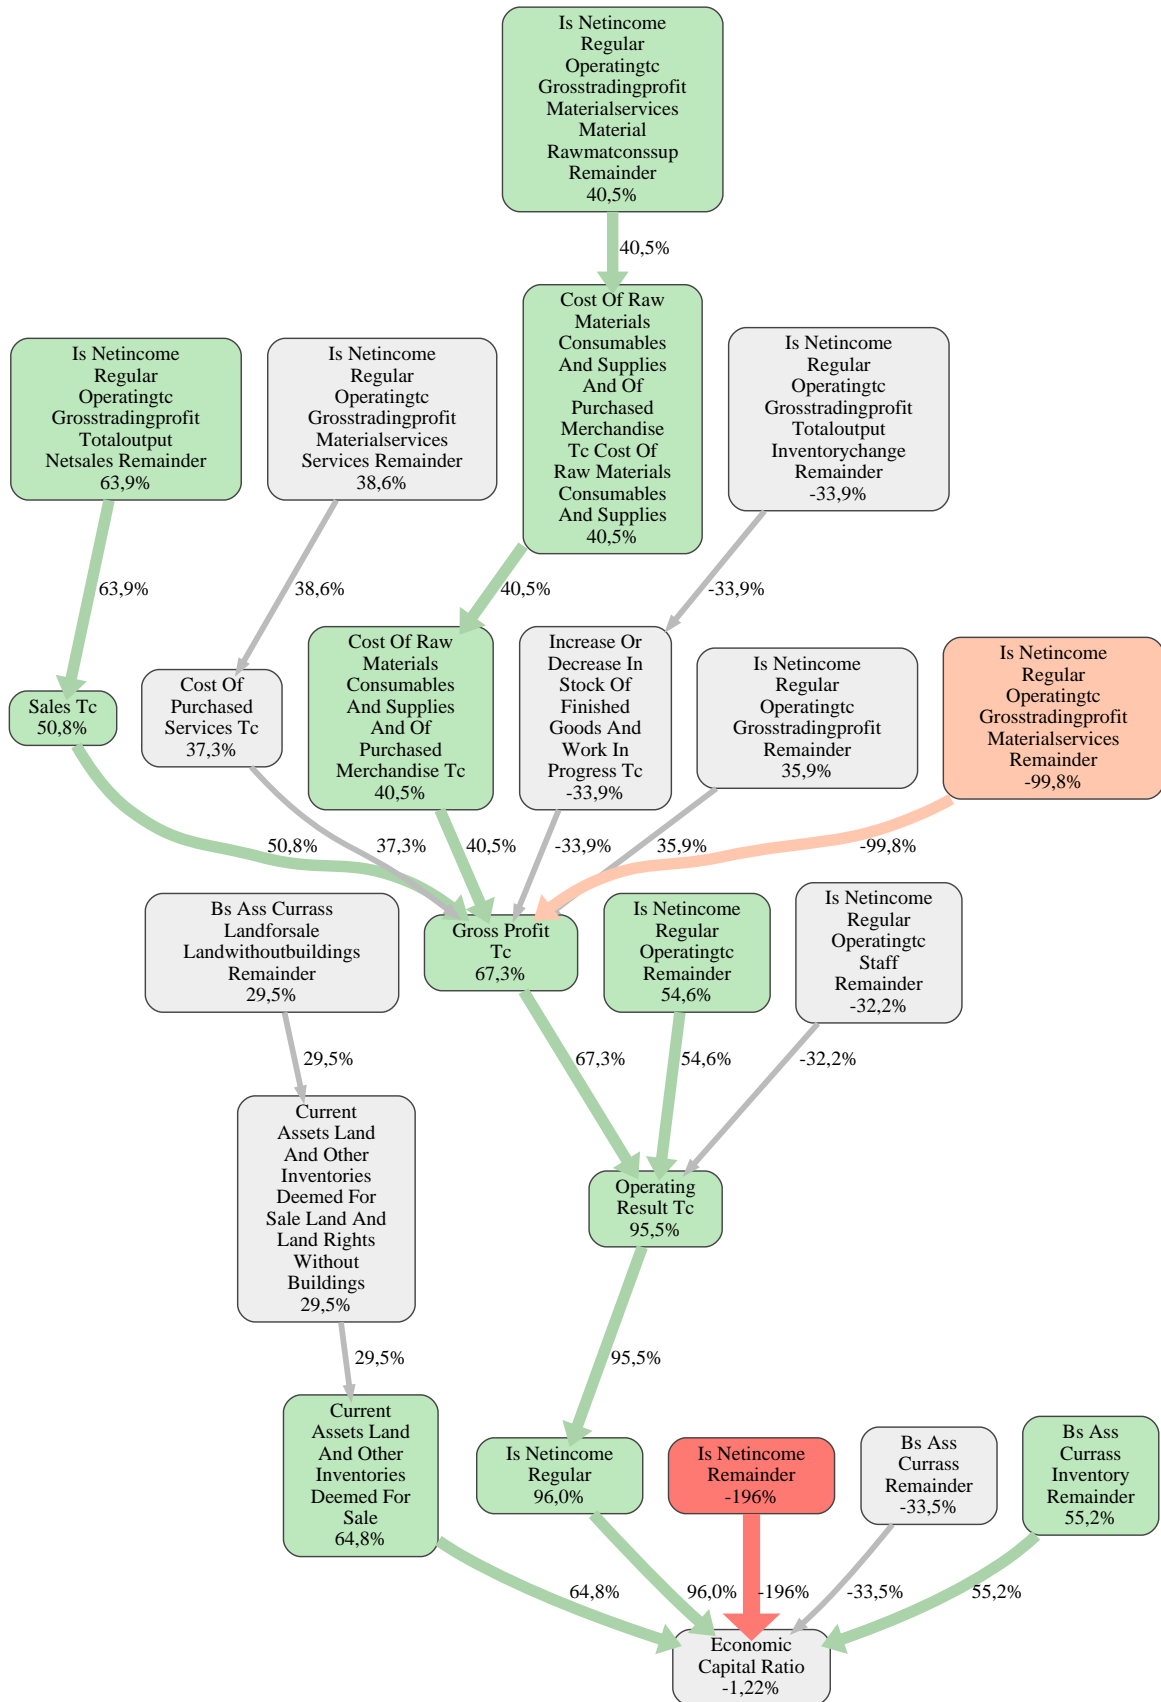 Is Netincome
Regular
Operatingtc
Grosstradingprofit
Materialservices
Material
Rawmatconssup
Remainder
40,5%
40,5%
Cost Of Raw
Materials
Consumables
And Supplies
And Of
Purchased
Merchandise
Tc Cost Of
Raw Materials
Consumables
And Supplies
40,5%
Is Netincome
Regular
Operatingtc
Grosstradingprofit
Totaloutput
Netsales Remainder
63,9%
Is Netincome
Regular
Operatingtc
Grosstradingprofit
Materialservices
Services Remainder
38,6%
Is Netincome
Regular
Operatingtc
Grosstradingprofit
Totaloutput
Inventorychange
Remainder
-33,9%
63,9%
38,6%
40,5%
-33,9%
Sales Tc
50,8%
Cost Of
Purchased
Services Tc
37,3%
Cost Of Raw
Materials
Consumables
And Supplies
And Of
Purchased
Merchandise Tc
40,5%
Increase Or
Decrease In
Stock Of
Finished
Goods And
Work In
Progress Tc
-33,9%
Is Netincome
Regular
Operatingtc
Grosstradingprofit
Remainder
35,9%
Is Netincome
Regular
Operatingtc
Grosstradingprofit
Materialservices
Remainder
-99,8%
50,8%
37,3%
40,5%
-33,9%
35,9%
-99,8%
Bs Ass Currass
Landforsale
Landwithoutbuildings
Remainder
29,5%
Gross Profit
Tc
67,3%
Is Netincome
Regular
Operatingtc
Remainder
54,6%
Is Netincome
Regular
Operatingtc
Staff
Remainder
-32,2%
29,5%
67,3%
54,6%
-32,2%
Current
Assets Land
And Other
Inventories
Deemed For
Sale Land And
Land Rights
Without
Buildings
29,5%
Operating
Result Tc
95,5%
29,5%
95,5%
Current
Assets Land
And Other
Inventories
Deemed For
Sale
64,8%
Is Netincome
Regular
96,0%
Is Netincome
Remainder
-196%
Bs Ass
Currass
Remainder
-33,5%
Bs Ass
Currass
Inventory
Remainder
55,2%
64,8%
96,0%
-196%
-33,5%
55,2%
Economic
Capital Ratio
-1,22%